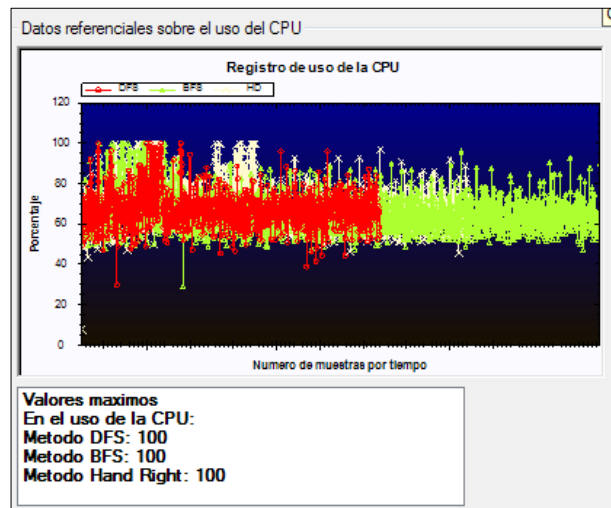 Datos referenciales sobre el uso del CPU
Registro de uso de la CPU
DFS BFS HD
120
100
80
60
40
20
0
Porcentaje
Numero de muestras por tiempo
Valores maximos
En el uso de la CPU:
Metodo DFS: 100
Metodo BFS: 100
Metodo Hand Right: 100